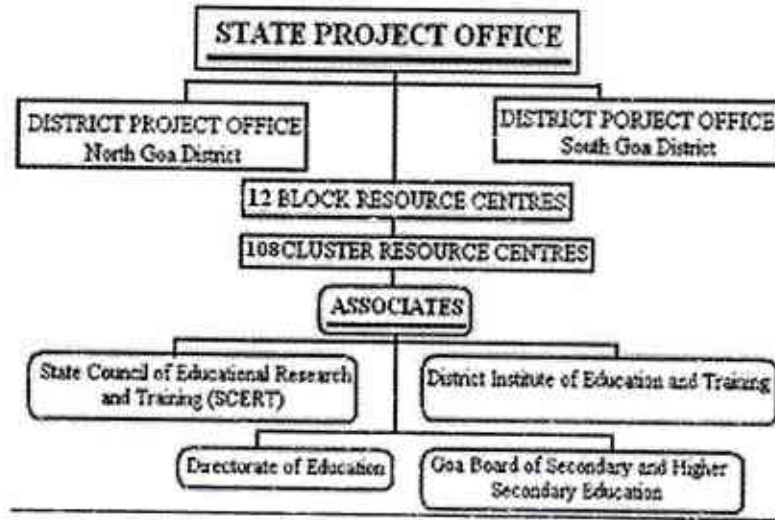 STATE PROJECT OFFICE
DISTRICT PROJECT OFFICE
North Goa District
DISTRICT PORJECT OFFICE
South Goa District
12 BLOCK RESOURCE CENTRES
108CLUSTER RESOURCE CENTRES
ASSOCIATES
State Council of Educational Research
and Training (SCERT)
District Institute of Education and Training
Directorate of Education
Goa Board of Secondary and Higher
Secondary Education